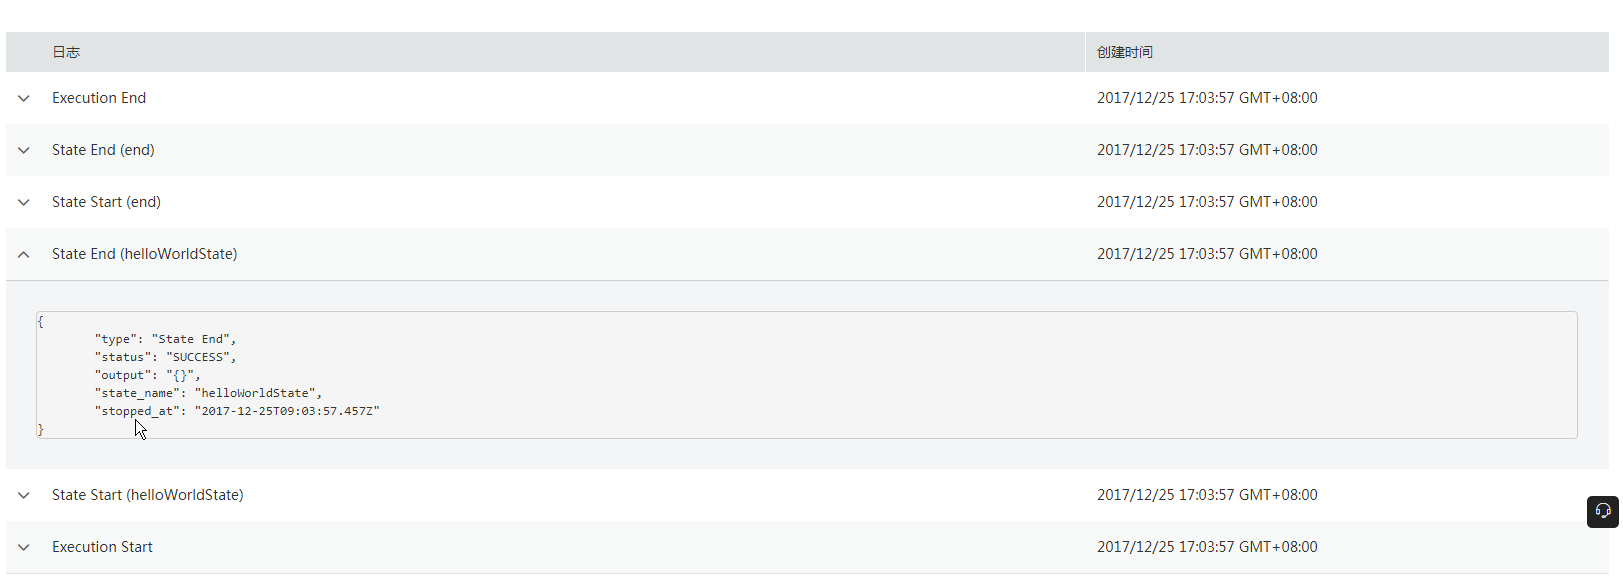 日志 创建时间
Execution End 2017/12/25 17:03:57 GMT+08:00
State End (end) 2017/12/25 17:03:57 GMT+08:00
State Start (end) 2017/12/25 17:03:57 GMT+08:00
State End (helloWorldState) 2017/12/25 17:03:57 GMT+08:00
{
"type": "State End",
"status": "SUCCESS",
"output": "{}",
"state_name": "helloWorldState",
"stopped_at": "2017-12-25T09:03:57.457Z"
}
State Start (helloWorldState) 2017/12/25 17:03:57 GMT+08:00
Execution Start 2017/12/25 17:03:57 GMT+08:00